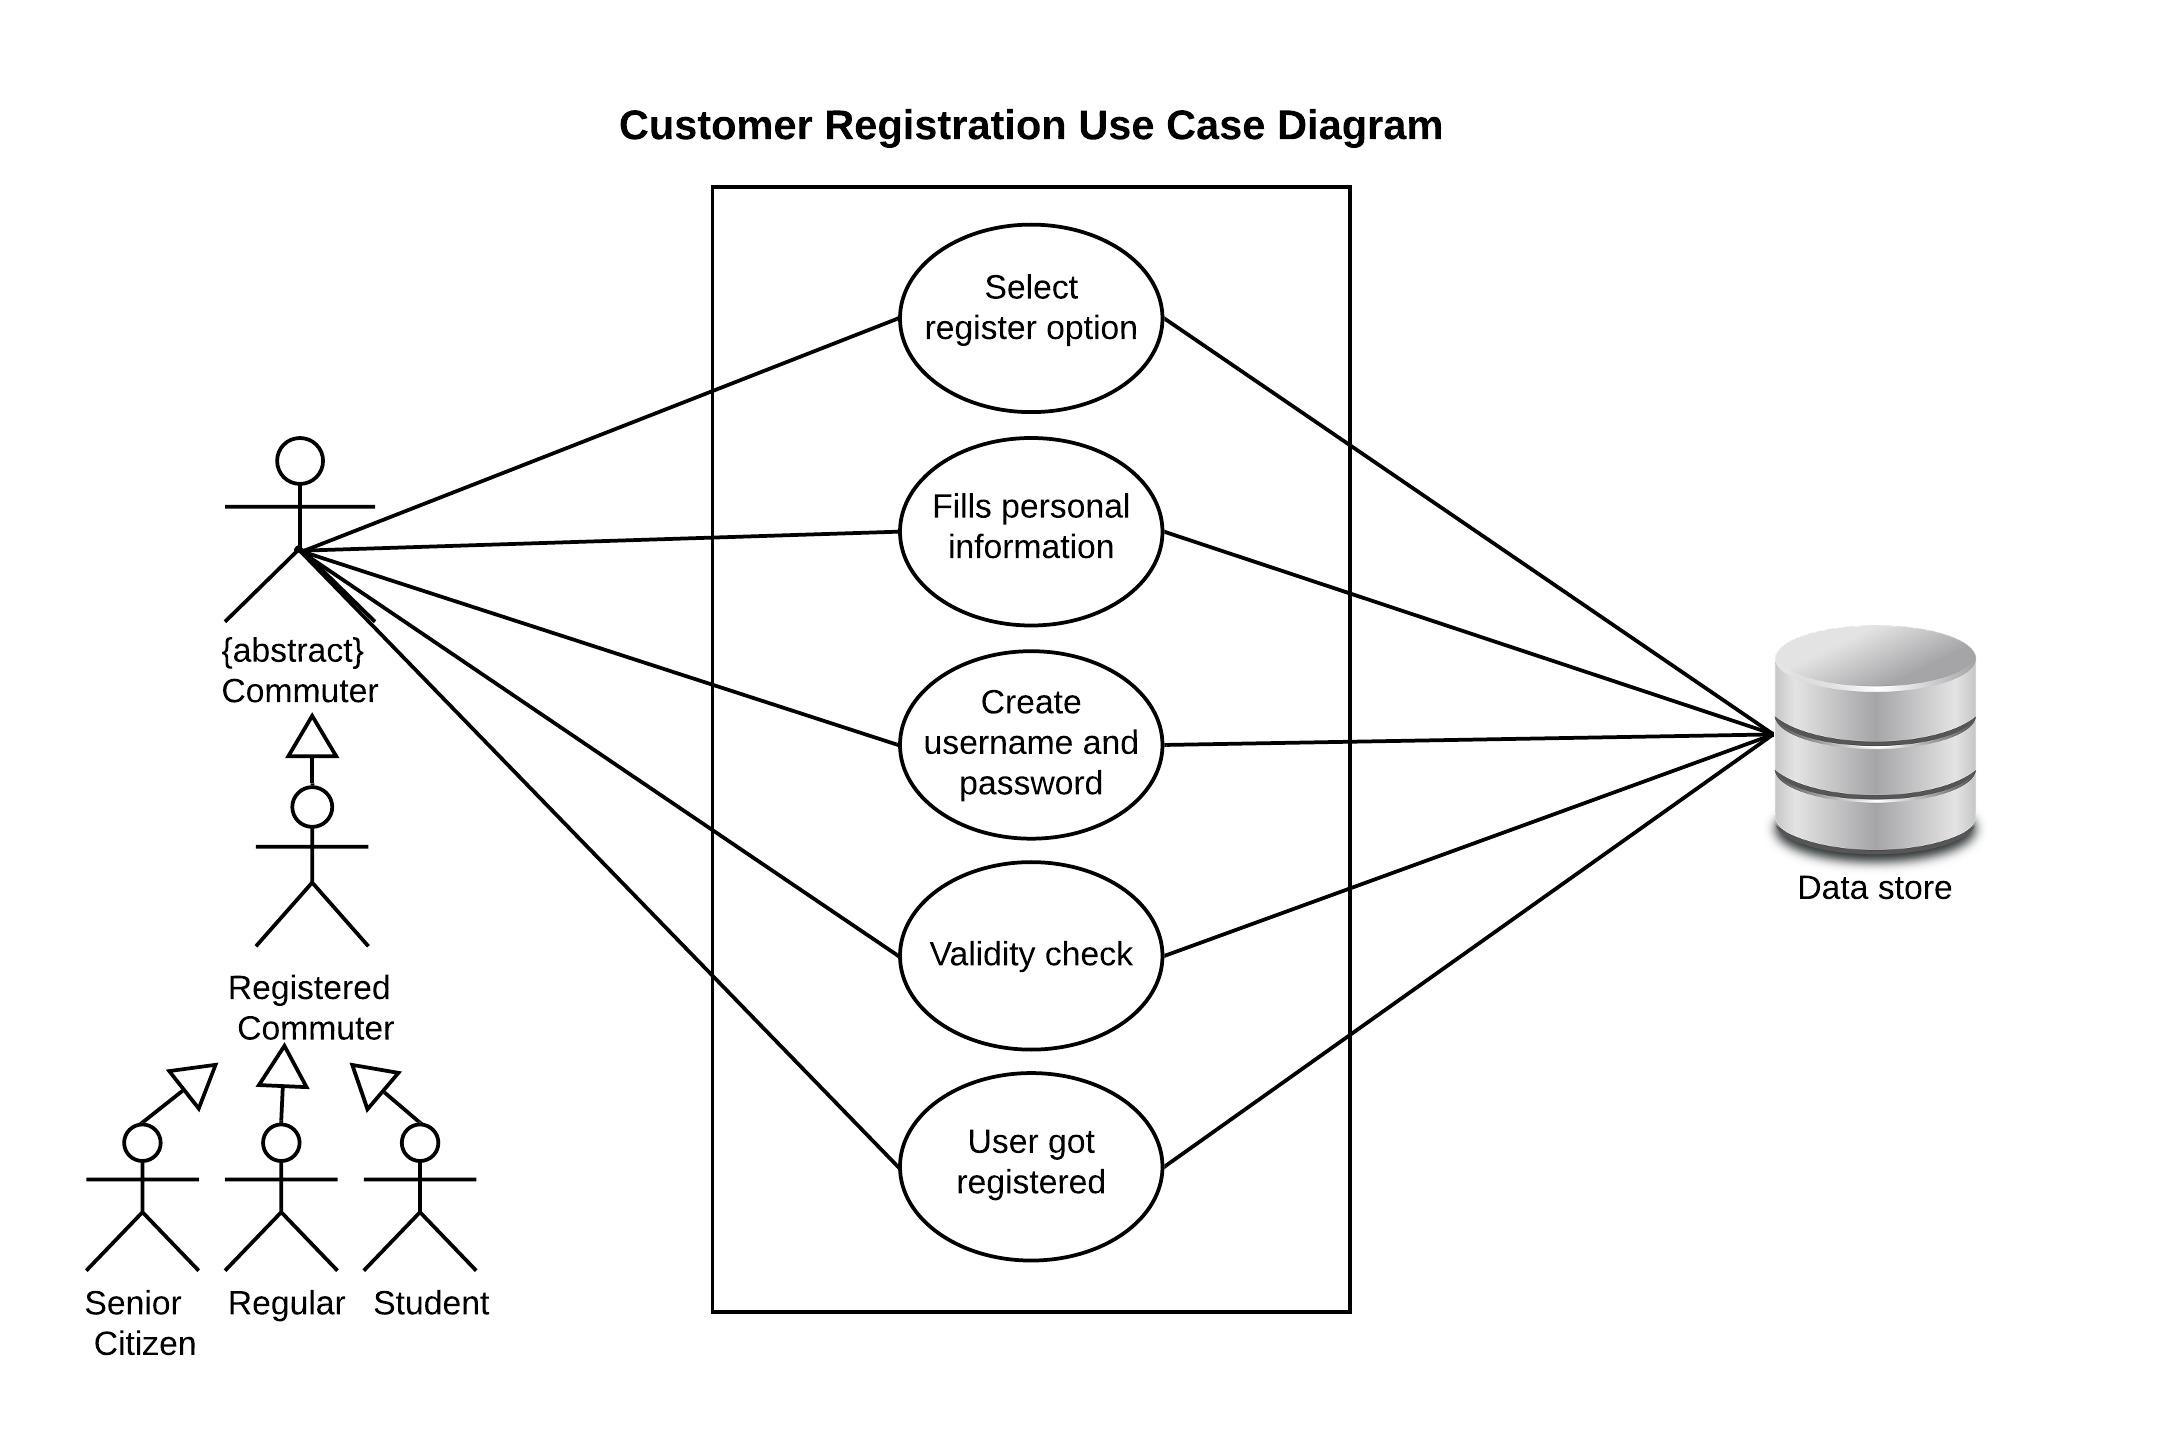 Customer Registration Use Case Diagram
Select
register option
Fills personal
information
Create
username and
password
Validity check
User got
registered
{abstract}
Commuter
Registered
Commuter
Senior
Citizen
Regular
Student
Data store